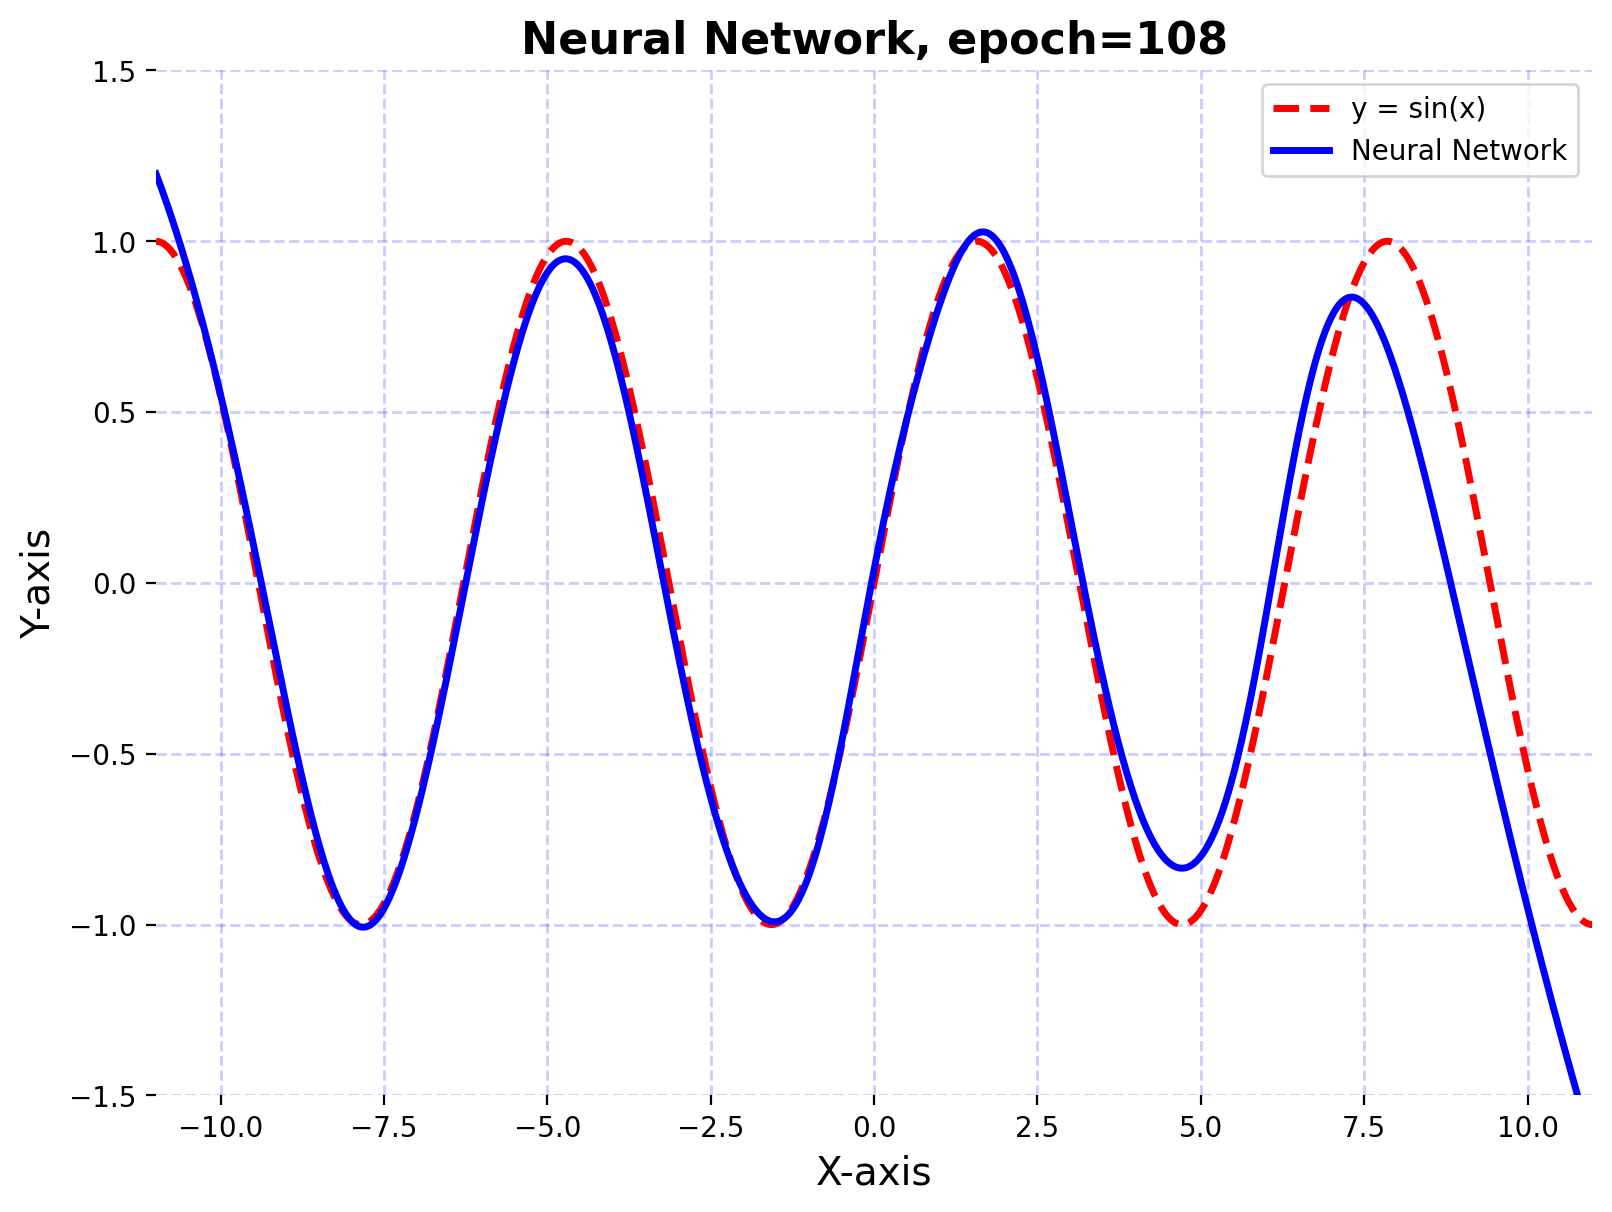 Neural Network, epoch=108
y = sin(x)
Neural Network
1.5
1.0
0.5
0.0
−0.5
−1.0
−1.5
Y-axis
−10.0 −7.5 −5.0 −2.5 0.0 2.5 5.0 7.5 10.0
X-axis